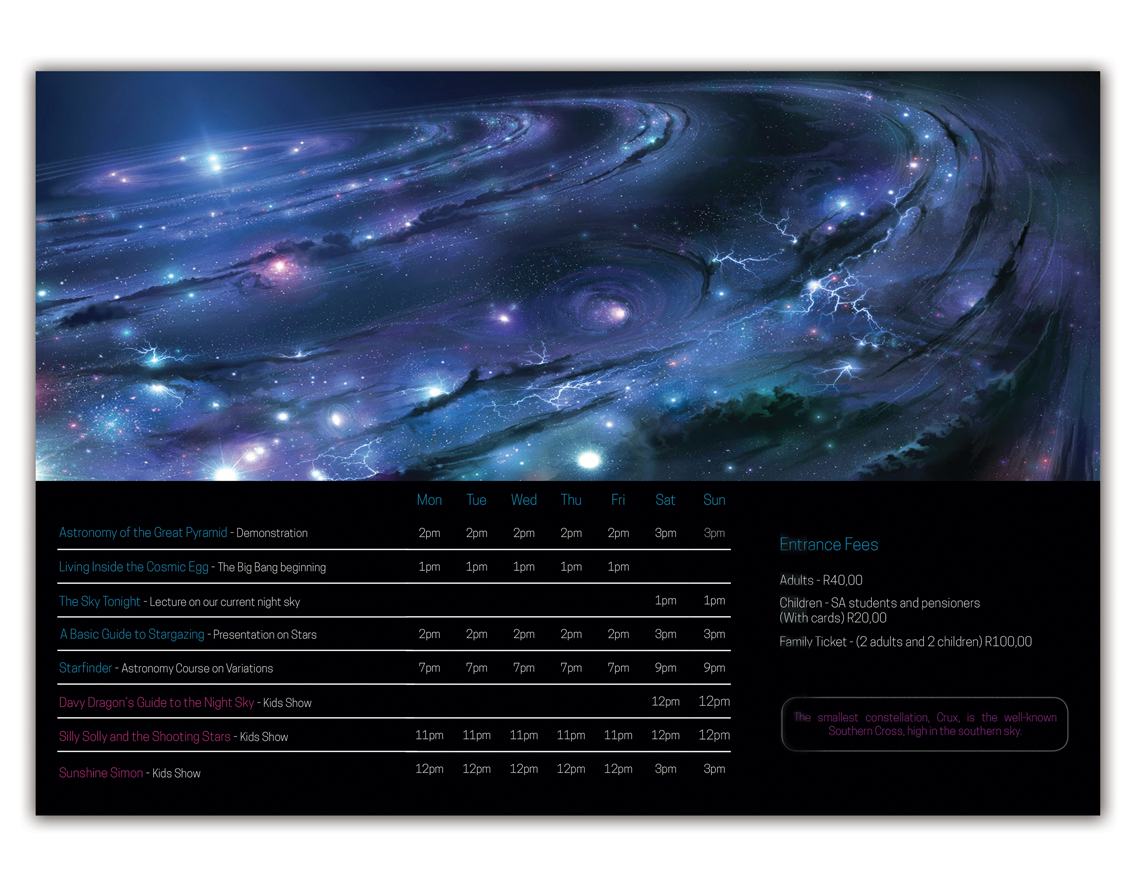 Mon Tue Wed Thu Fri Sat Sun
Astronomy of the Great Pyramid - Demonstration 2pm 2pm 2pm 2pm 2pm 3pm 3pm
Living Inside the Cosmic Egg - The Big Bang beginning 1pm 1pm 1pm 1pm 1pm
The Sky Tonight - Lecture on our current night sky 1pm 1pm
A Basic Guide to Stargazing - Presentation on Stars 2pm 2pm 2pm 2pm 2pm 3pm 3pm
Starfinder - Astronomy Course on Variations 7pm 7pm 7pm 7pm 7pm 9pm 9pm
Davy Dragon's Guide to the Night Sky - Kids Show 12pm 12pm
Silly Solly and the Shooting Stars - Kids Show 11pm 11pm 11pm 11pm 11pm 12pm 12pm
Sunshine Simon - Kids Show 12pm 12pm 12pm 12pm 12pm 3pm 3pm
Entrance Fees
Adults - R40,00
Children - SA students and pensioners
(With cards) R20,00
Family Ticket - (2 adults and 2 children) R100,00
The smallest constellation, Crux, is the well-known
Southern Cross, high in the southern sky.